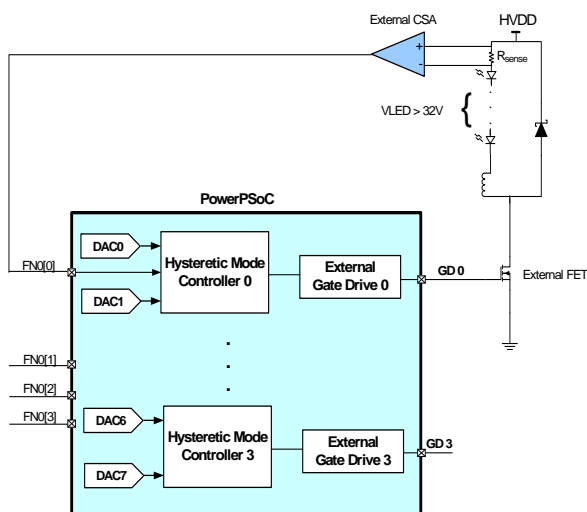 External CSA
HVDD
+
-
Rsense
VLED > 32V
{
PowerPSoC
DAC0
FN0[0]
Hysteretic Mode
Controller 0
External
Gate Drive 0
GD 0
External FET
DAC1
FN0[1]
FN0[2]
FN0[3]
DAC6
Hysteretic Mode
Controller 3
External
Gate Drive 3
GD 3
DAC7